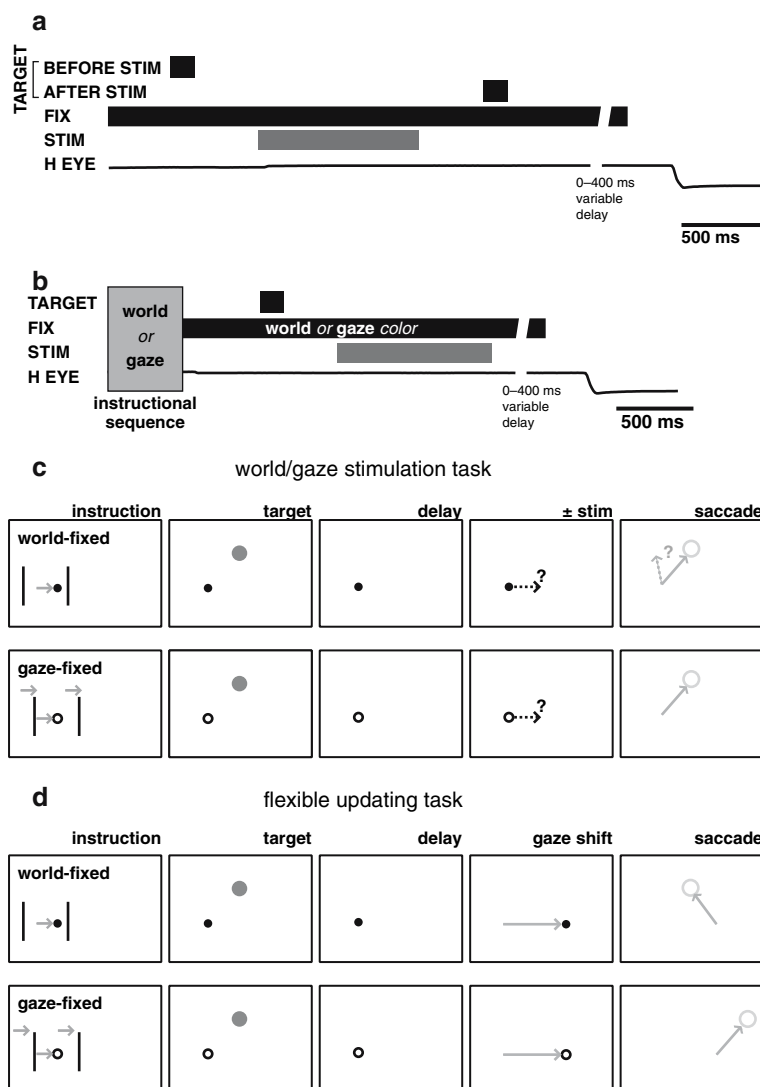 a
TARGET
BEFORE STIM
AFTER STIM
FIX
STIM
H EYE
0–400 ms
variable
delay
500 ms
b
TARGET
FIX
STIM
H EYE
world
or
gaze
world or gaze color
instructional
sequence
0–400 ms
variable
delay
500 ms
c
world/gaze stimulation task
instruction target delay ± stim saccade
world-fixed
?
?
gaze-fixed
?
d
flexible updating task
instruction target delay gaze shift saccade
world-fixed
gaze-fixed